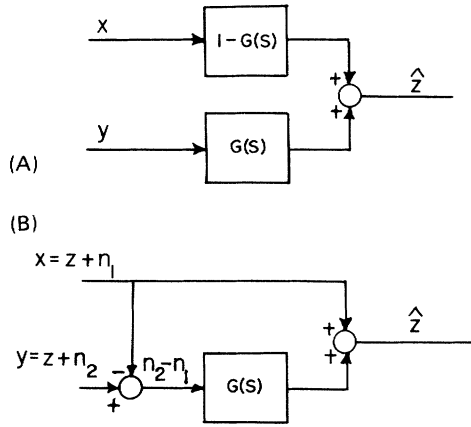 x
1 - G(S)
+
ẑ
+
y
G(S)
(A)
(B)
x = z + n₁
+
ẑ
+
y = z + n₂
-
n₂ - n₁
+
G(S)